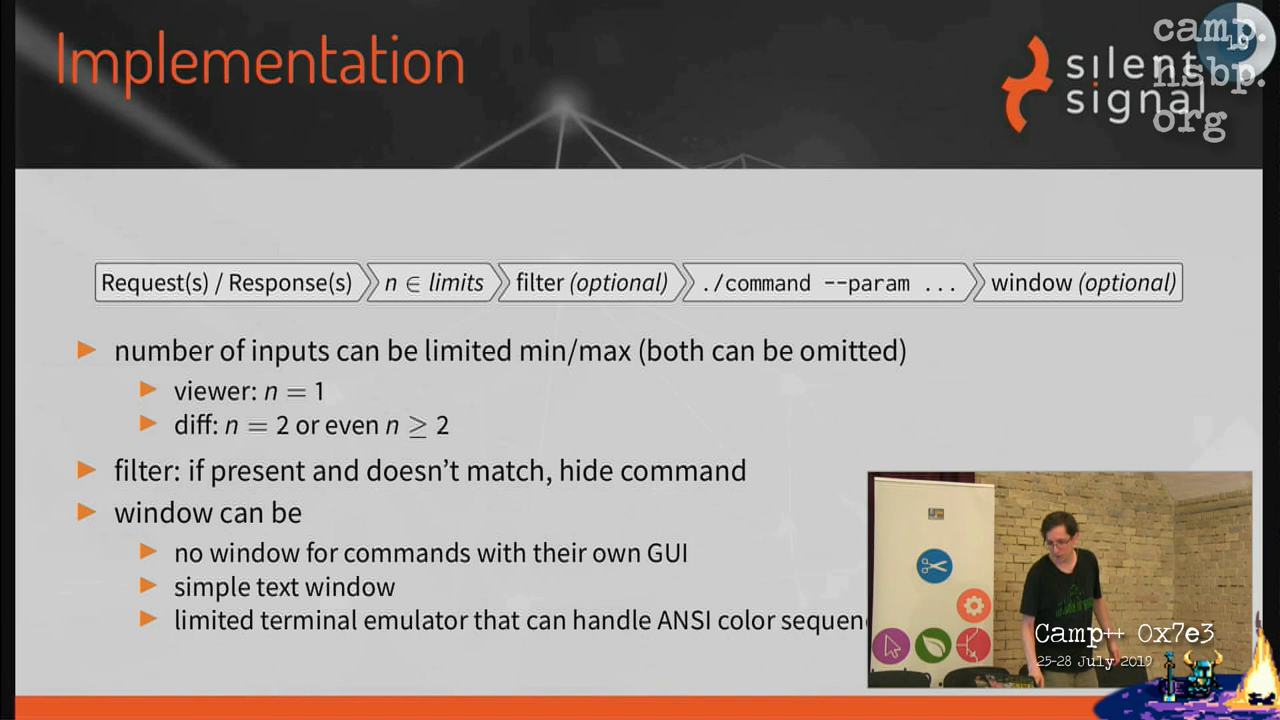 Implementation
silent
signal
camp.
19
hsbp.
org
Request(s) / Response(s)
n ∈ limits
filter (optional)
./command --param ...
window (optional)
number of inputs can be limited min/max (both can be omitted)
viewer: n = 1
diff: n = 2 or even n ≥ 2
filter: if present and doesn't match, hide command
window can be
no window for commands with their own GUI
simple text window
limited terminal emulator that can handle ANSI color sequen
Camp++ 0x7e3
25-28 July 2019